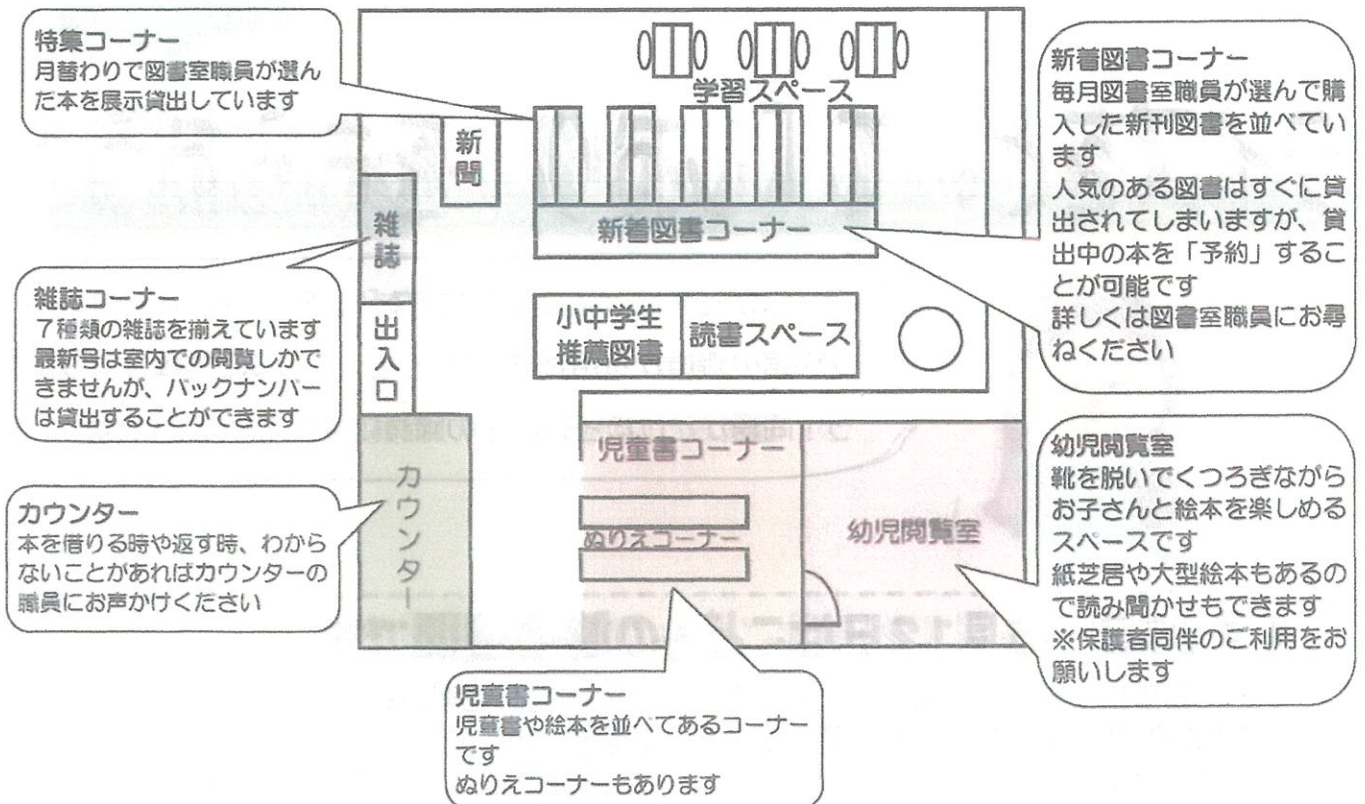 特集コーナー
月替わりで図書室職員が選ん
だ本を展示貸出しています
学習スペース
新聞
雑誌
新着図書コーナー
新着図書コーナー
毎月図書室職員が選んで購
入した新刊図書を並べてい
ます
人気のある図書はすぐに貸
出されてしまいますが、貸
出中の本を「予約」するこ
とが可能です
詳しくは図書室職員にお尋
ねください
雑誌コーナー
7種類の雑誌を揃えています
最新号は室内での閲覧しかで
きませんが、バックナンバー
は貸出することができます
出入口
小中学生
推薦図書
読書スペース
カウンター
本を借りる時や返す時、わから
ないことがあればカウンターの
職員にお声かけください
カウンター
児童書コーナー
ぬりえコーナー
幼児閲覧室
幼児閲覧室
靴を脱いでくつろぎながら
お子さんと絵本を楽しめる
スペースです
紙芝居や大型絵本もあるの
で読み聞かせもできます
※保護者同伴のご利用をお
願いします
児童書コーナー
児童書や絵本を並べてあるコーナー
です
ぬりえコーナーもあります